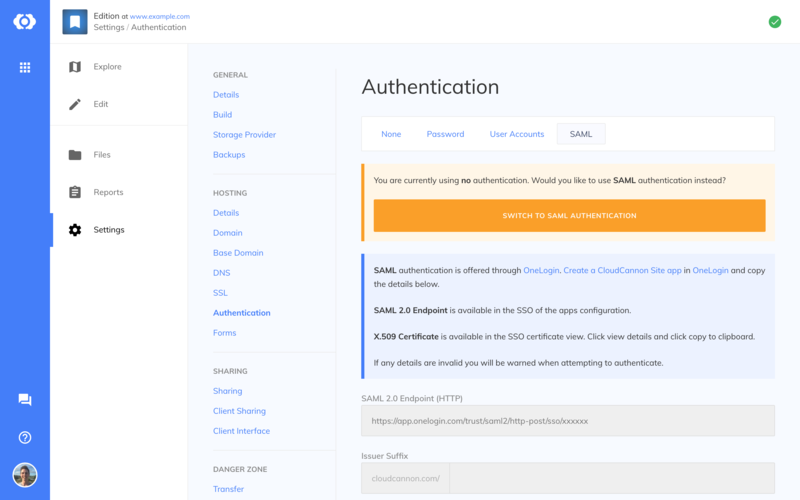 Edition at www.example.com
Settings / Authentication
Explore
Edit
Files
Reports
Settings
GENERAL
Details
Build
Storage Provider
Backups
HOSTING
Details
Domain
Base Domain
DNS
SSL
Authentication
Forms
SHARING
Sharing
Client Sharing
Client Interface
DANGER ZONE
Transfer
Authentication
None Password User Accounts SAML
You are currently using no authentication. Would you like to use SAML authentication instead?
SWITCH TO SAML AUTHENTICATION
SAML authentication is offered through OneLogin. Create a CloudCannon Site app in OneLogin and copy
the details below.
SAML 2.0 Endpoint is available in the SSO of the apps configuration.
X.509 Certificate is available in the SSO certificate view. Click view details and click copy to clipboard.
If any details are invalid you will be warned when attempting to authenticate.
SAML 2.0 Endpoint (HTTP)
https://app.onelogin.com/trust/saml2/http-post/sso/xxxxxx
Issuer Suffix
cloudcannon.com/